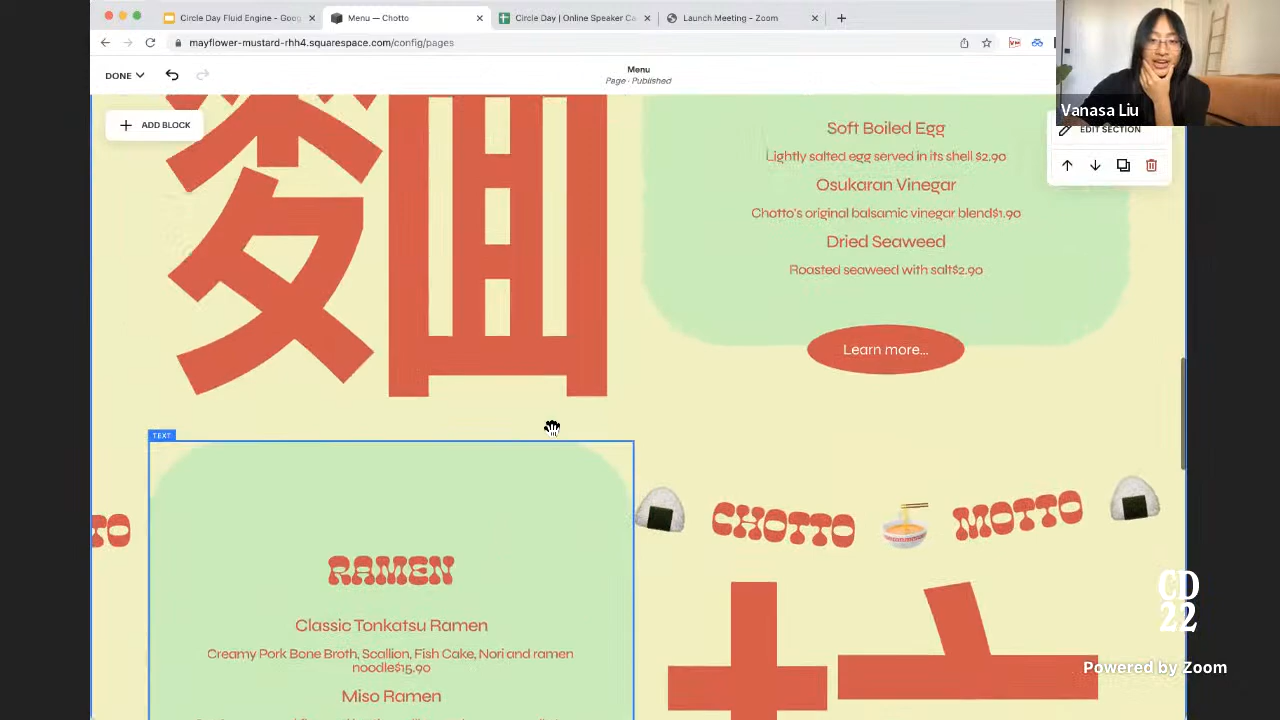 Circle Day Fluid Engine - Goog
Menu — Chotto
Circle Day | Online Speaker Ca
Launch Meeting - Zoom
mayflower-mustard-rhh4.squarespace.com/config/pages
DONE
Menu
Page · Published
Vanasa Liu
ADD BLOCK
EDIT SECTION
麵
Soft Boiled Egg
Lightly salted egg served in its shell $2.90
Osukaran Vinegar
Chotto's original balsamic vinegar blend$1.90
Dried Seaweed
Roasted seaweed with salt$2.90
Learn more...
TEXT
TO
CHOTTO
MOTTO
RAMEN
Classic Tonkatsu Ramen
Creamy Pork Bone Broth, Scallion, Fish Cake, Nori and ramen
noodle$15.90
Miso Ramen
CD
22
Powered by Zoom